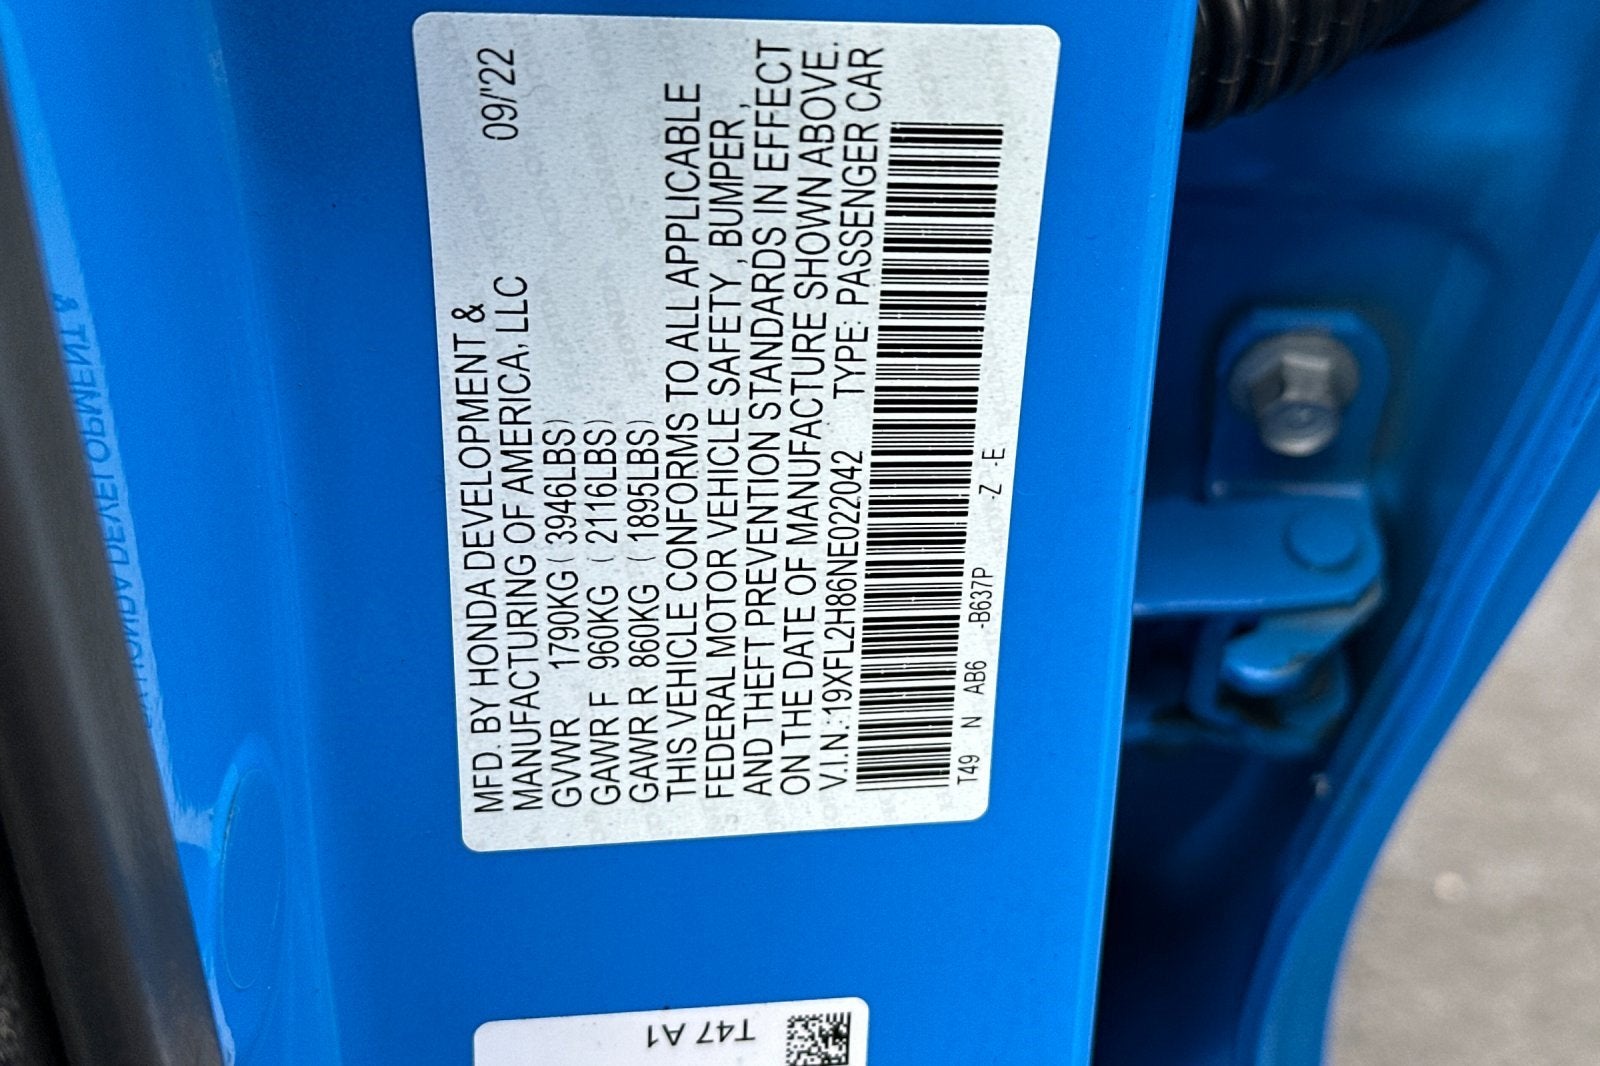 MFD. BY HONDA DEVELOPMENT &
MANUFACTURING OF AMERICA, LLC 09/'22
GVWR 1790KG ( 3946LBS)
GAWR F 960KG ( 2116LBS)
GAWR R 860KG ( 1895LBS)
THIS VEHICLE CONFORMS TO ALL APPLICABLE
FEDERAL MOTOR VEHICLE SAFETY , BUMPER ,
AND THEFT PREVENTION STANDARDS IN EFFECT
ON THE DATE OF MANUFACTURE SHOWN ABOVE.
V.I.N.: 19XFL2H86NE022042 TYPE: PASSENGER CAR
T49 N AB6 -B637P -Z -E
T47 A1